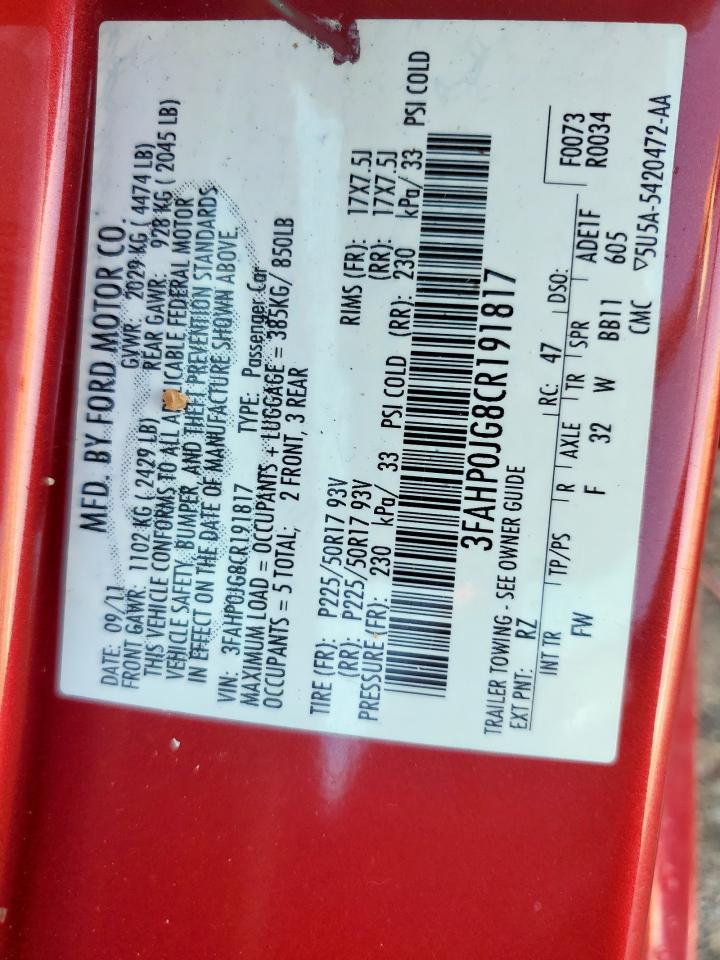 MFD. BY FORD MOTOR CO.
DATE: 09/11 GVWR: 2029 KG ( 4474 LB)
FRONT GAWR: 1102 KG ( 2429 LB) REAR GAWR: 928 KG ( 2045 LB)
THIS VEHICLE CONFORMS TO ALL APPLICABLE FEDERAL MOTOR
VEHICLE SAFETY, BUMPER, AND THEFT PREVENTION STANDARDS
IN EFFECT ON THE DATE OF MANUFACTURE SHOWN ABOVE.
VIN: 3FAHP0JG8CR191817 TYPE: Passenger Car
MAXIMUM LOAD = OCCUPANTS + LUGGAGE = 385KG/ 850LB
OCCUPANTS = 5 TOTAL; 2 FRONT, 3 REAR
TIRE (FR): P225/50R17 93V RIMS (FR): 17X7.5J
(RR): P225/50R17 93V (RR): 17X7.5J
PRESSURE (FR): 230 kPa/ 33 PSI COLD (RR): 230 kPa/ 33 PSI COLD
3FAHP0JG8CR191817
TRAILER TOWING - SEE OWNER GUIDE
EXT PNT: RZ RC: 47 DSO: F0073
R0034
INT TR TP/PS R AXLE TR SPR ADE1F
FW F 32 W BB11 605
CMC ▽5U5A-5420472-AA